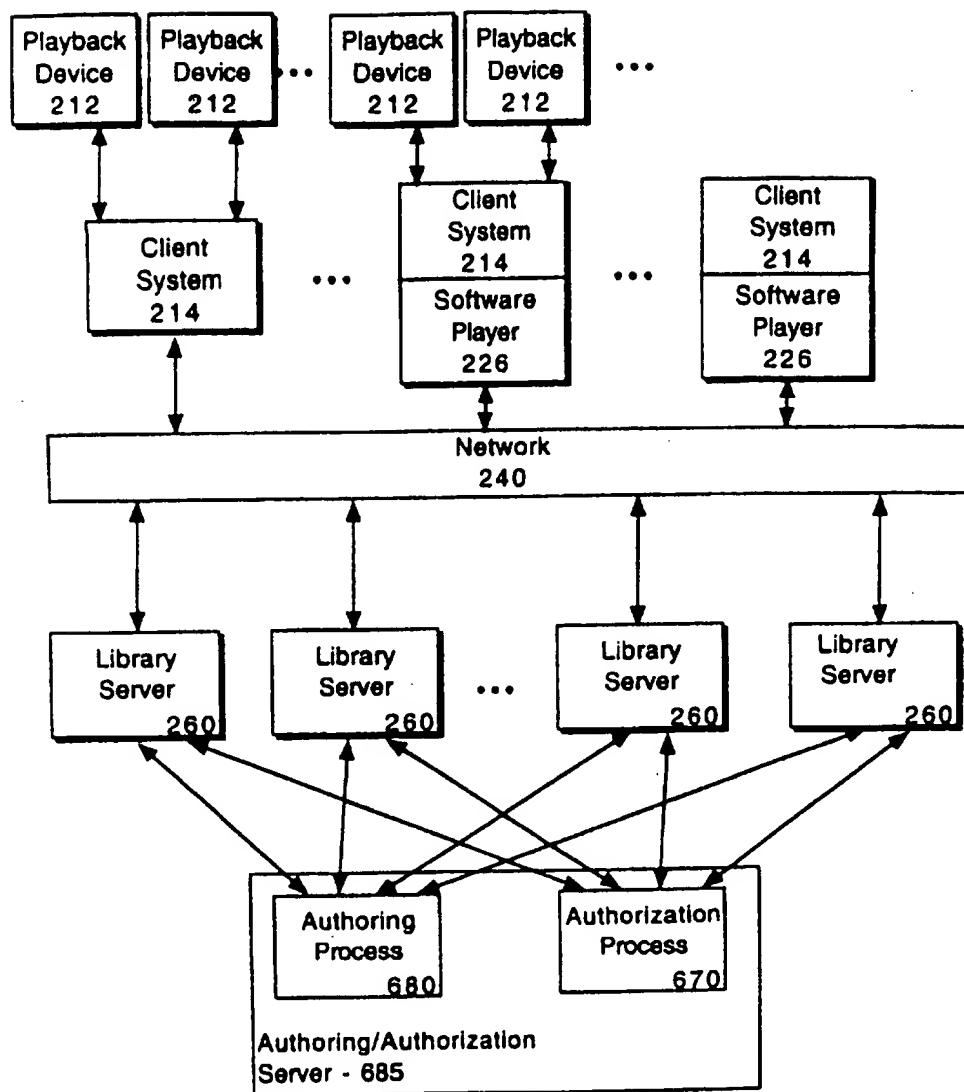 Playback
Device
212
Playback
Device
212
...
Playback
Device
212
Playback
Device
212
...
Client
System
214
...
Client
System
214
Software
Player
226
...
Client
System
214
Software
Player
226
Network
240
Library
Server
260
Library
Server
260
...
Library
Server
260
Library
Server
260
Authoring
Process
680
Authorization
Process
670
Authoring/Authorization
Server - 685